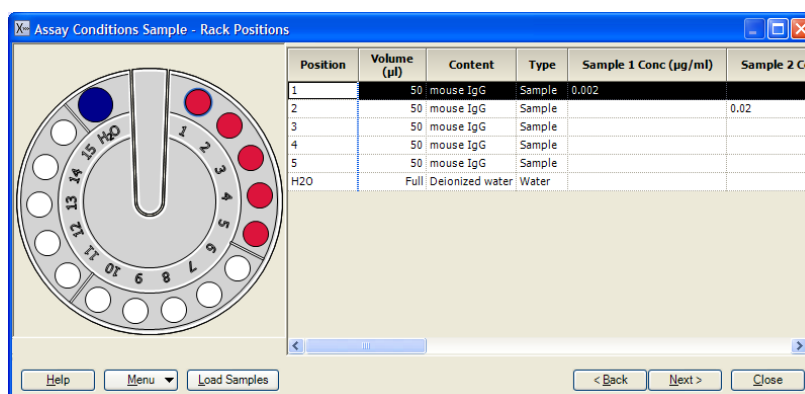 Assay Conditions Sample - Rack Positions
H₂O
1
2
3
4
5
6
7
8
9
10
11
12
13
14
15
Position Volume (µl) Content Type Sample 1 Conc (µg/ml) Sample 2 C
1 50 mouse IgG Sample 0.002
2 50 mouse IgG Sample 0.02
3 50 mouse IgG Sample
4 50 mouse IgG Sample
5 50 mouse IgG Sample
H2O Full Deionized water Water
Help Menu Load Samples < Back Next > Close